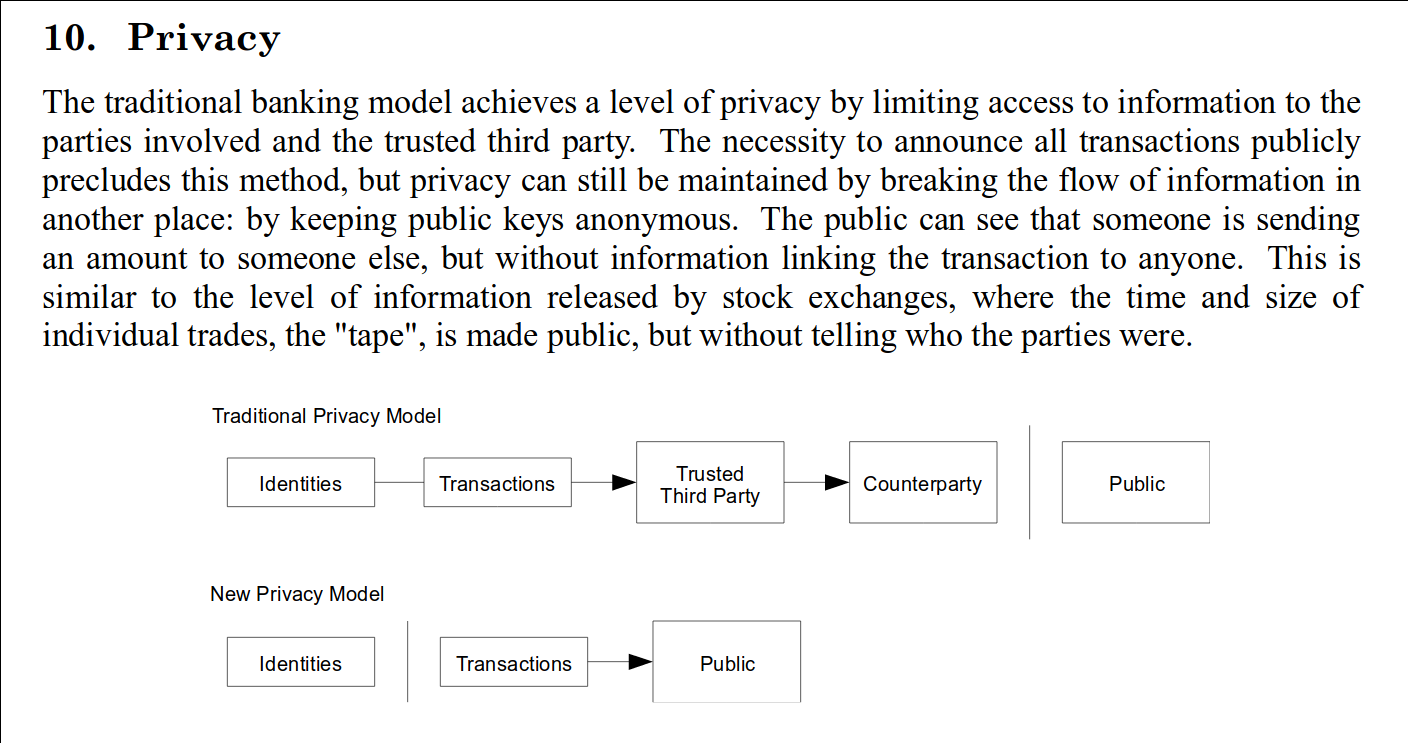 10. Privacy
The traditional banking model achieves a level of privacy by limiting access to information to the
parties involved and the trusted third party. The necessity to announce all transactions publicly
precludes this method, but privacy can still be maintained by breaking the flow of information in
another place: by keeping public keys anonymous. The public can see that someone is sending
an amount to someone else, but without information linking the transaction to anyone. This is
similar to the level of information released by stock exchanges, where the time and size of
individual trades, the "tape", is made public, but without telling who the parties were.
Traditional Privacy Model
Identities
Transactions
Trusted
Third Party
Counterparty
Public
New Privacy Model
Identities
Transactions
Public